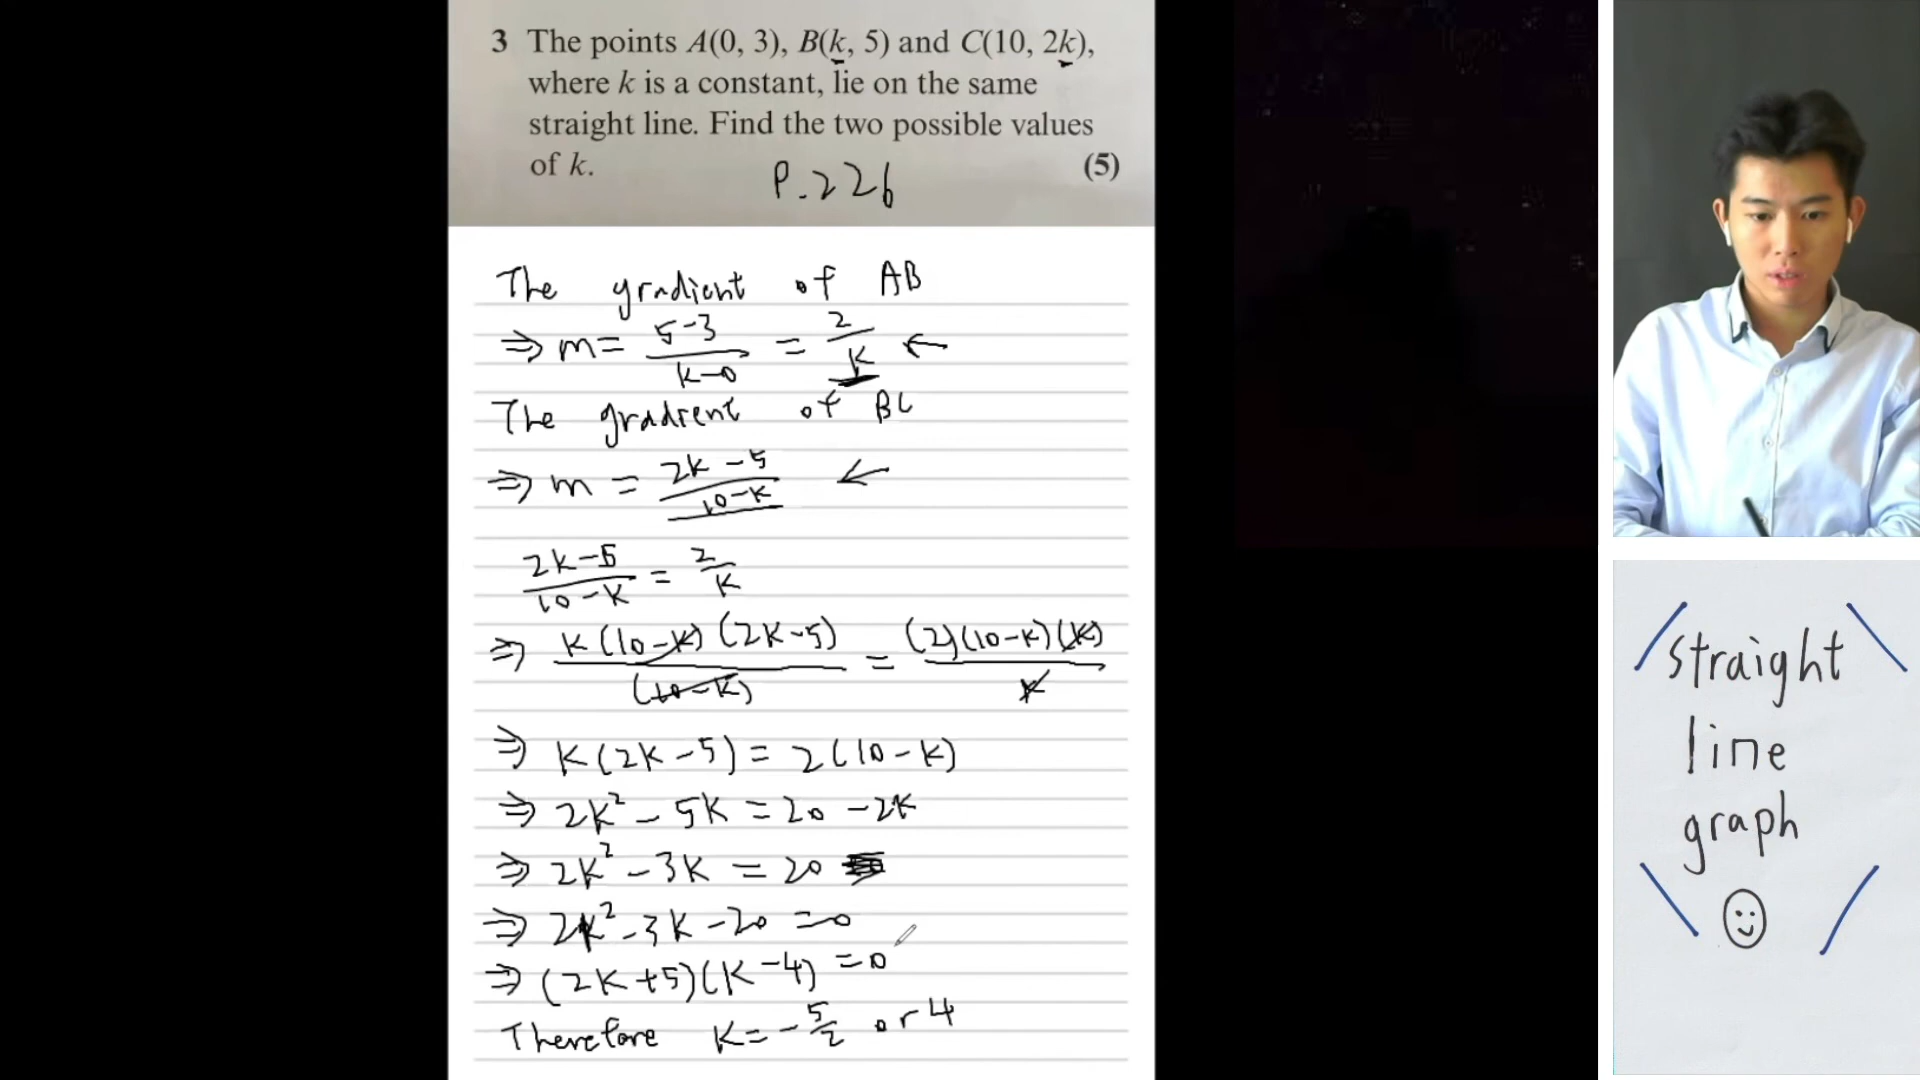 3 The points A(0, 3), B(k, 5) and C(10, 2k),
where k is a constant, lie on the same
straight line. Find the two possible values
of k. (5)
P.226
The gradient of AB
⇒ m = (5-3)/(k-0) = 2/k ←
The gradient of BC
⇒ m = (2k-5)/(10-k) ←
(2k-5)/(10-k) = 2/k
⇒ k(10-k)(2k-5)/(10-k) = (2)(10-k)(k)/k
⇒ k(2k-5) = 2(10-k)
⇒ 2k² - 5k = 20 - 2k
⇒ 2k² - 3k = 20
⇒ 2k² - 3k - 20 = 0
⇒ (2k+5)(k-4) = 0
Therefore k = -5/2 or 4
straight
line
graph